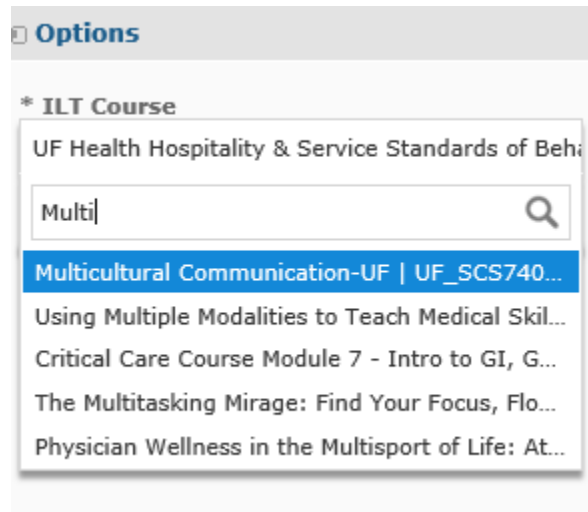 Options
* ILT Course
UF Health Hospitality & Service Standards of Beha
Multi
Multicultural Communication-UF | UF_SCS740...
Using Multiple Modalities to Teach Medical Skil...
Critical Care Course Module 7 - Intro to GI, G...
The Multitasking Mirage: Find Your Focus, Flo...
Physician Wellness in the Multisport of Life: At...